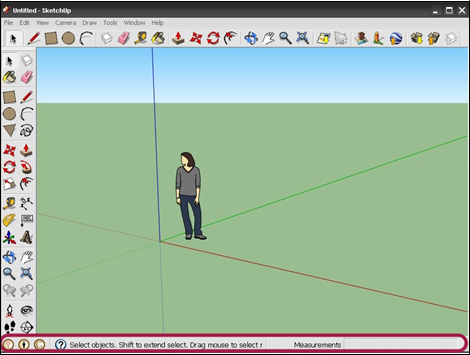 Untitled - SketchUp
File Edit View Camera Draw Tools Window Help
Select objects. Shift to extend select. Drag mouse to select r
Measurements